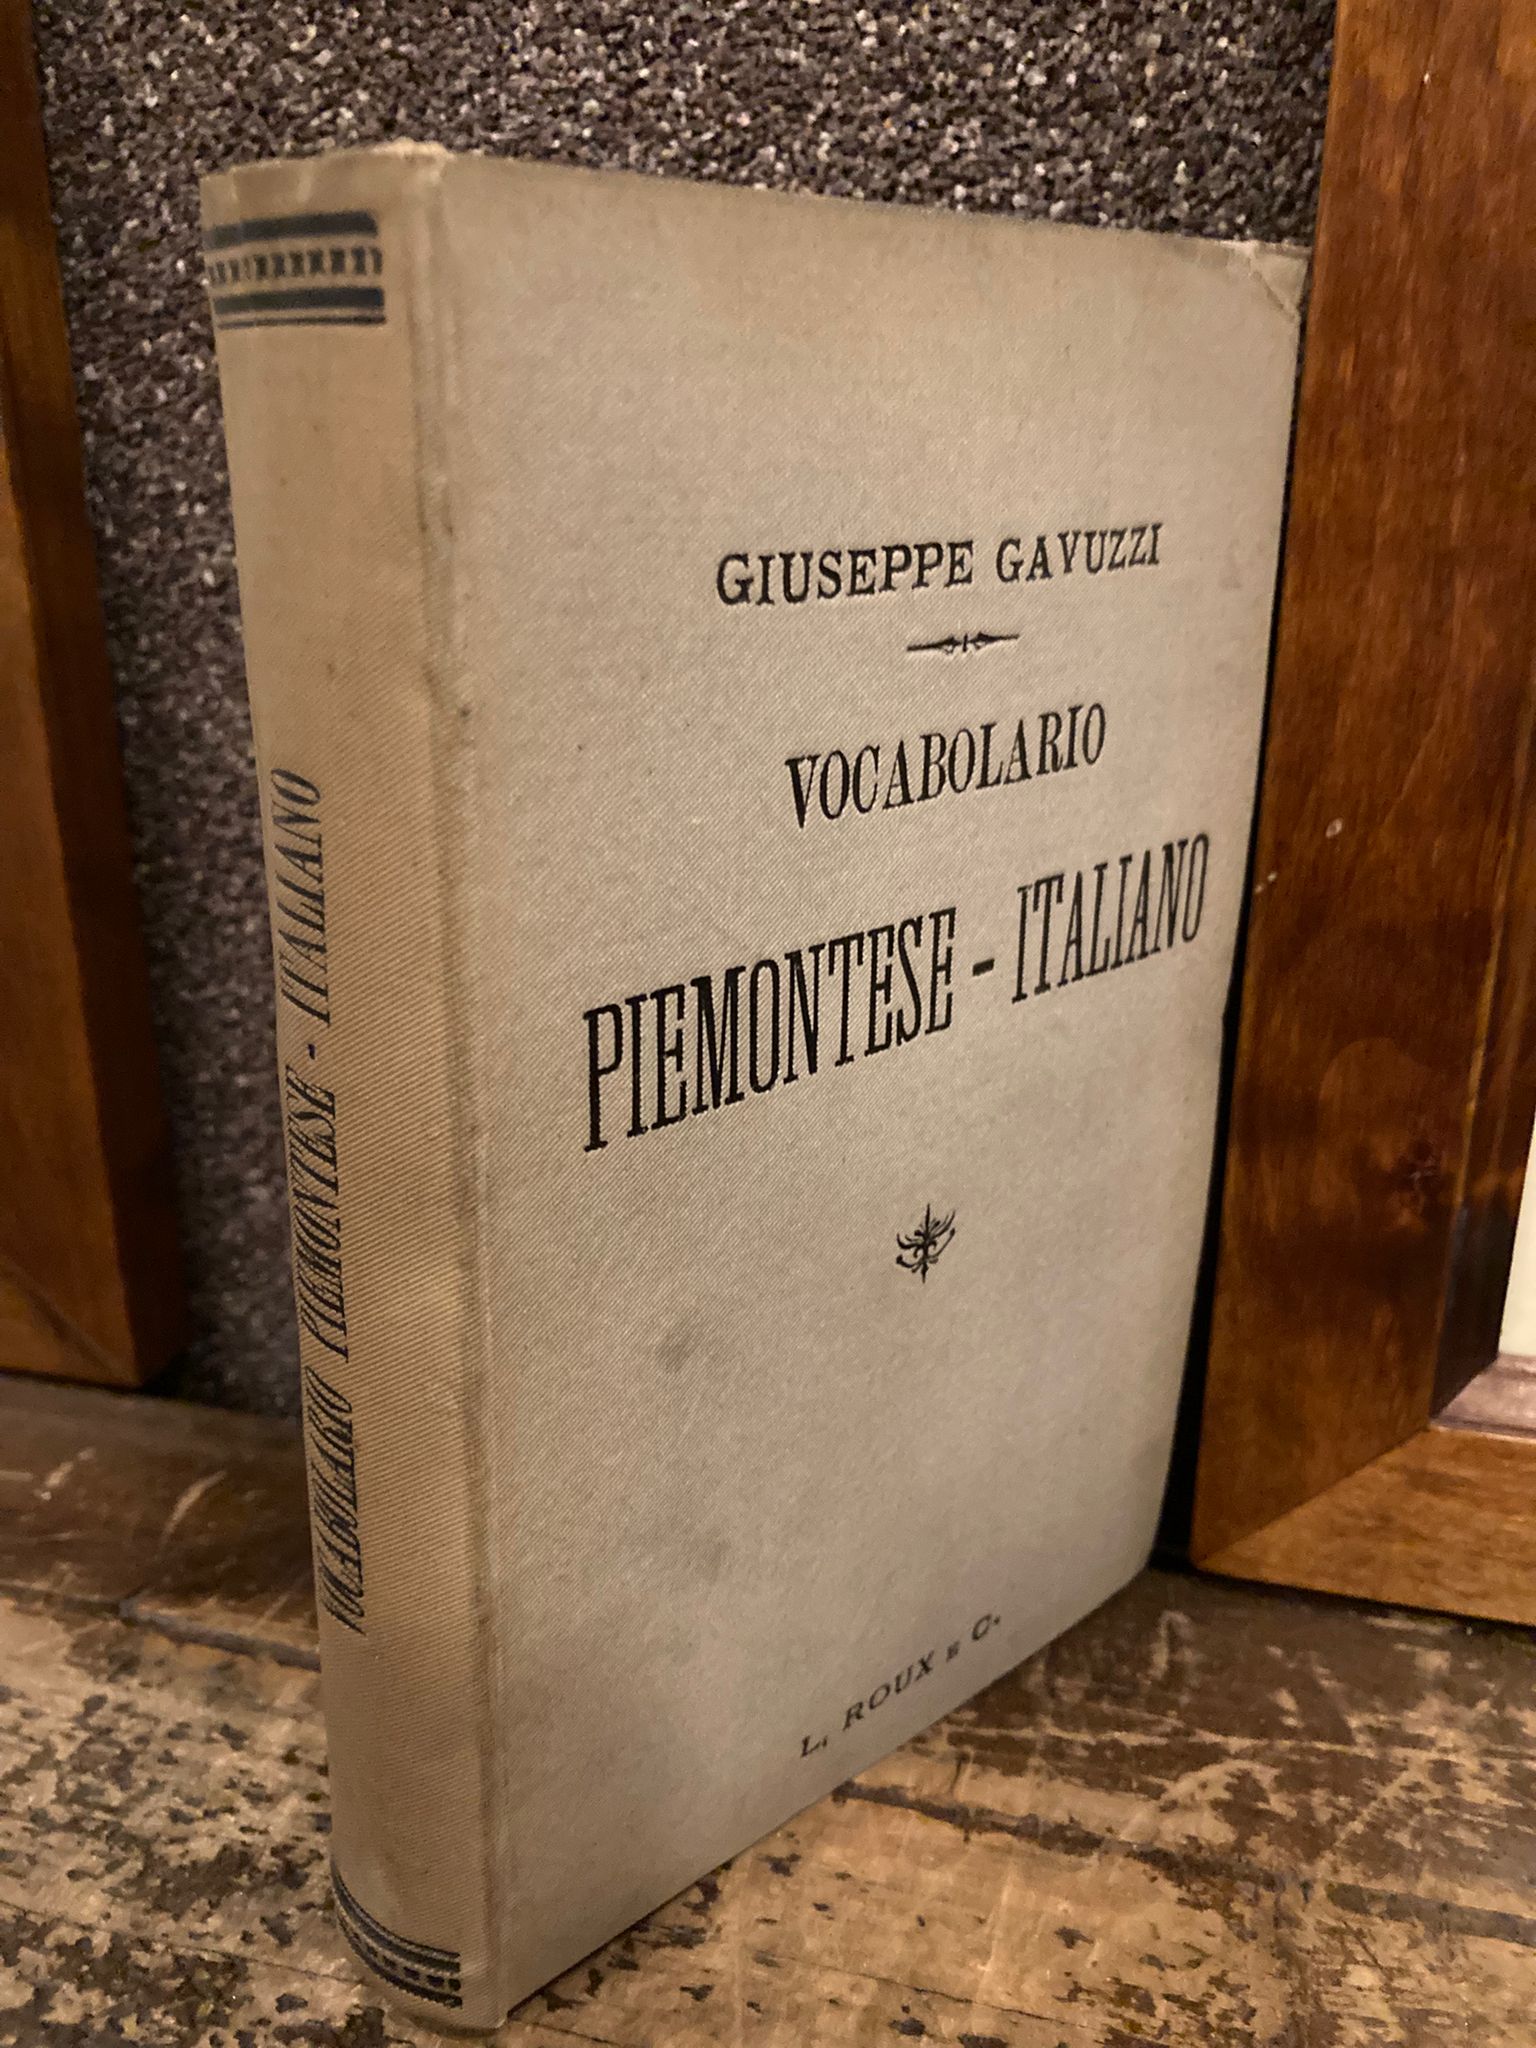 GIUSEPPE GAVUZZI
VOCABOLARIO
PIEMONTESE - ITALIANO
L. ROUX E C.
VOCABOLARIO PIEMONTESE - ITALIANO